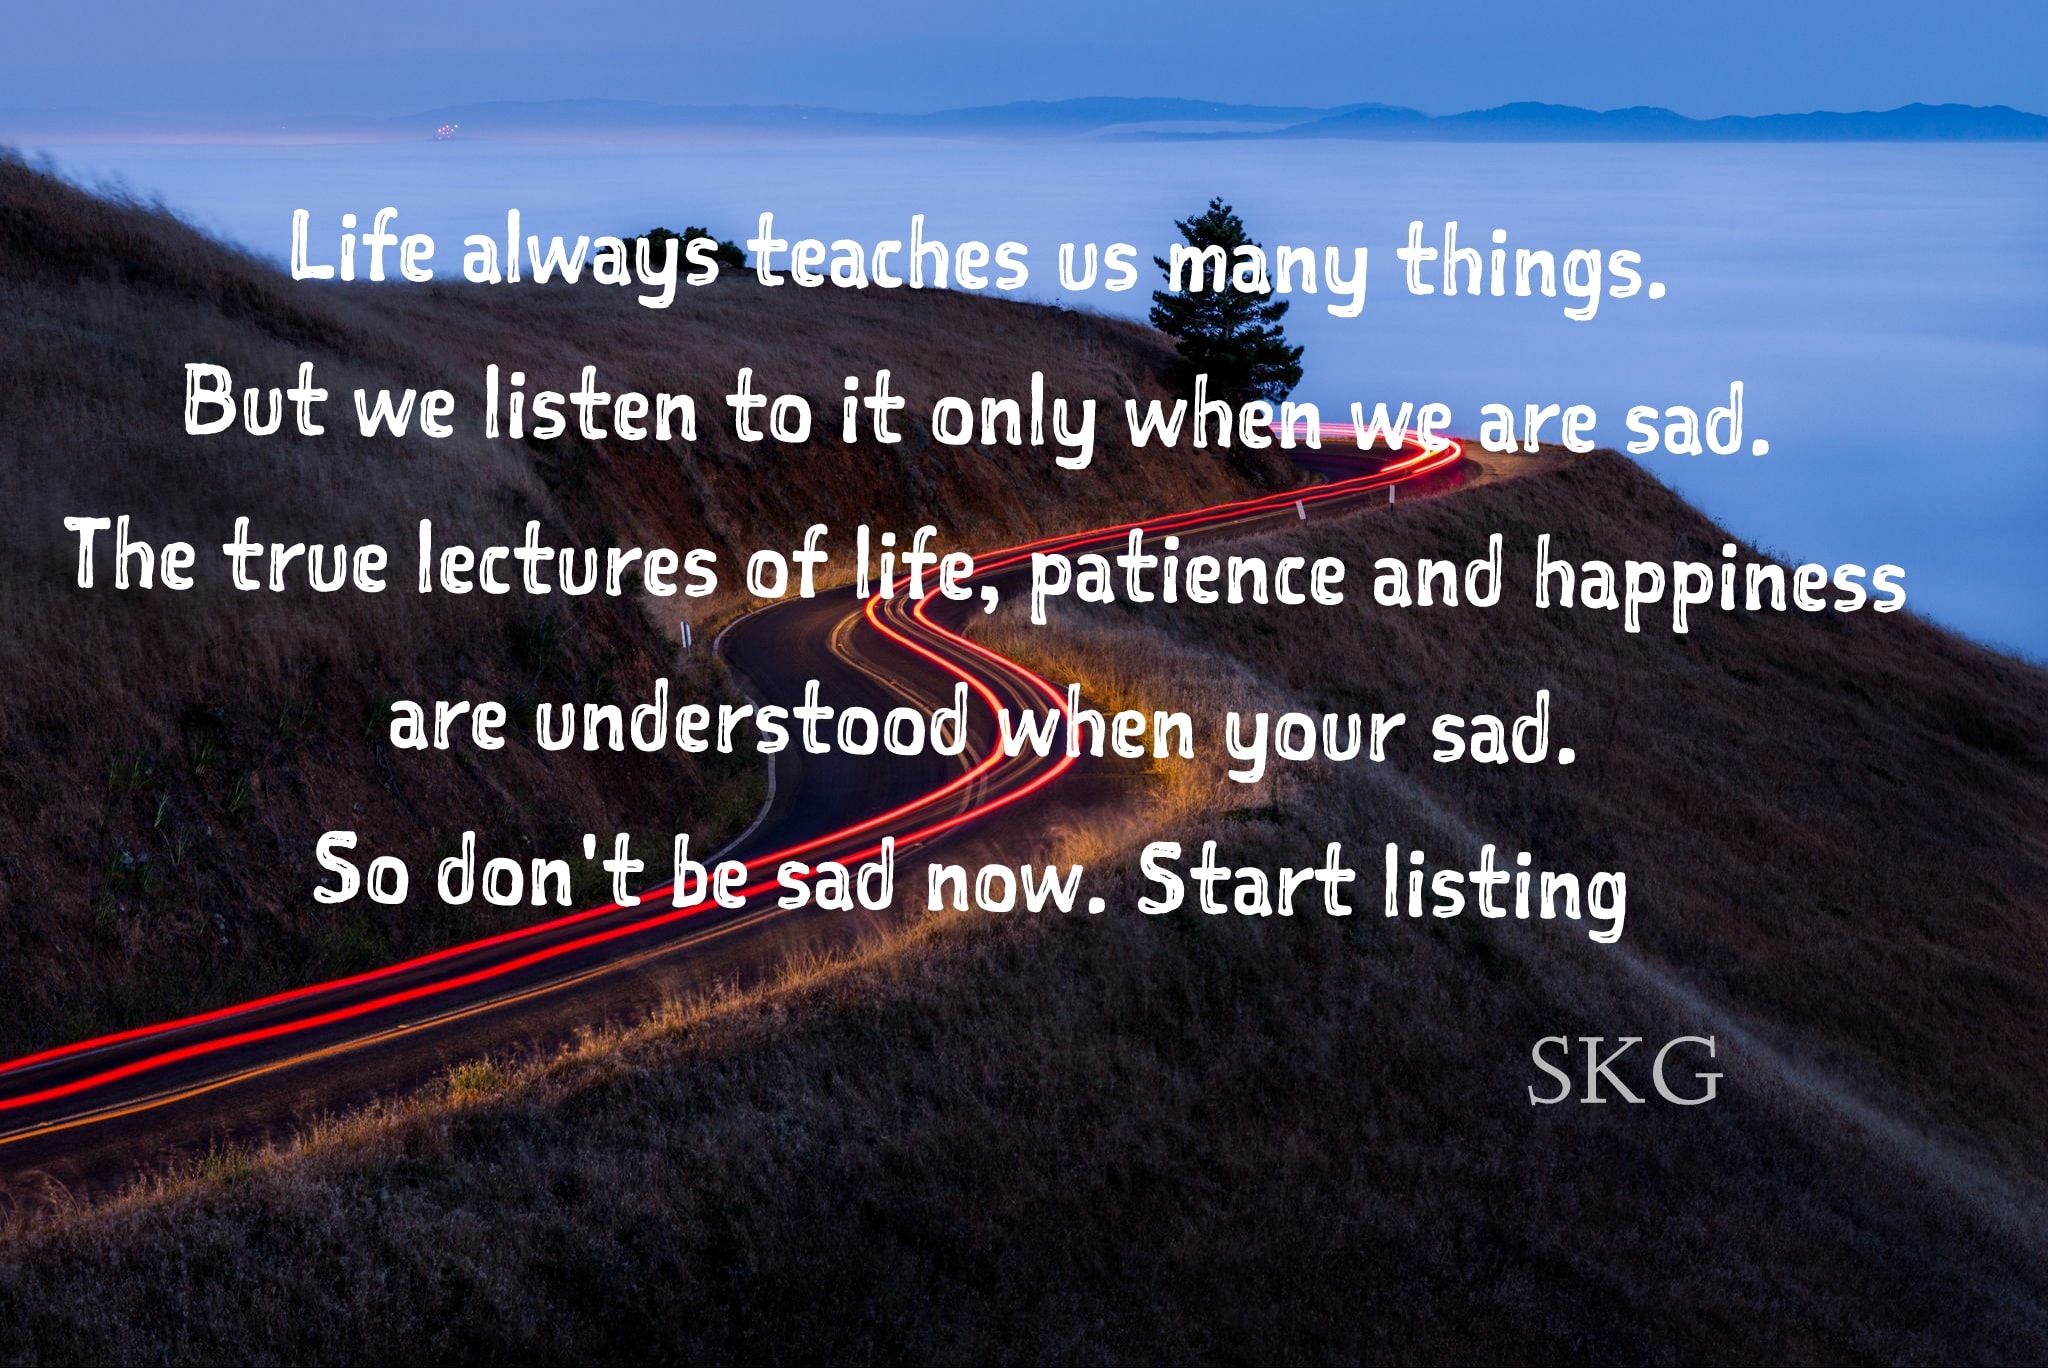 Life always teaches us many things.
But we listen to it only when we are sad.
The true lectures of life, patience and happiness
are understood when your sad.
So don't be sad now. Start listing
SKG